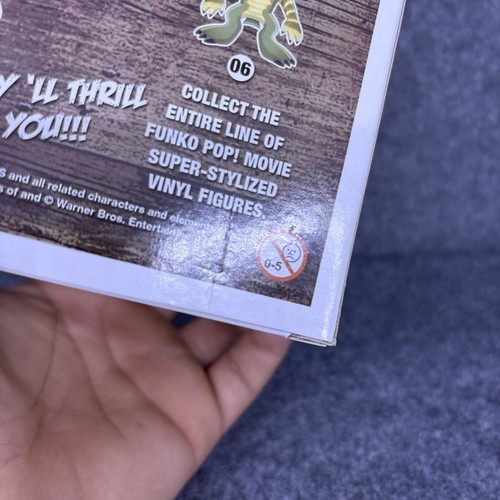 06
'LL THRILL
YOU!!!
COLLECT THE
ENTIRE LINE OF
FUNKO POP! MOVIE
SUPER-STYLIZED
VINYL FIGURES
and all related characters and
s of and © Warner Bros.
0-5